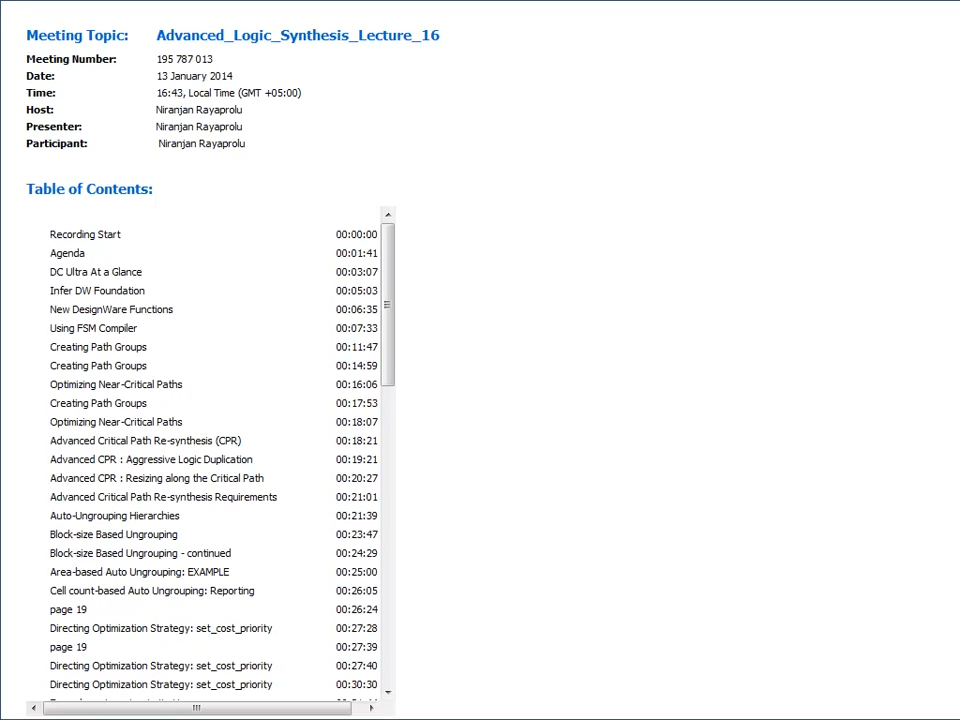 Meeting Topic: Advanced_Logic_Synthesis_Lecture_16
Meeting Number: 195 787 013
Date: 13 January 2014
Time: 16:43, Local Time (GMT +05:00)
Host: Niranjan Rayaprolu
Presenter: Niranjan Rayaprolu
Participant: Niranjan Rayaprolu
Table of Contents:
Recording Start 00:00:00
Agenda 00:01:41
DC Ultra At a Glance 00:03:07
Infer DW Foundation 00:05:03
New DesignWare Functions 00:06:35
Using FSM Compiler 00:07:33
Creating Path Groups 00:11:47
Creating Path Groups 00:14:59
Optimizing Near-Critical Paths 00:16:06
Creating Path Groups 00:17:53
Optimizing Near-Critical Paths 00:18:07
Advanced Critical Path Re-synthesis (CPR) 00:18:21
Advanced CPR : Aggressive Logic Duplication 00:19:21
Advanced CPR : Resizing along the Critical Path 00:20:27
Advanced Critical Path Re-synthesis Requirements 00:21:01
Auto-Ungrouping Hierarchies 00:21:39
Block-size Based Ungrouping 00:23:47
Block-size Based Ungrouping - continued 00:24:29
Area-based Auto Ungrouping: EXAMPLE 00:25:00
Cell count-based Auto Ungrouping: Reporting 00:26:05
page 19 00:26:24
Directing Optimization Strategy: set_cost_priority 00:27:28
page 19 00:27:39
Directing Optimization Strategy: set_cost_priority 00:27:40
Directing Optimization Strategy: set_cost_priority 00:30:30